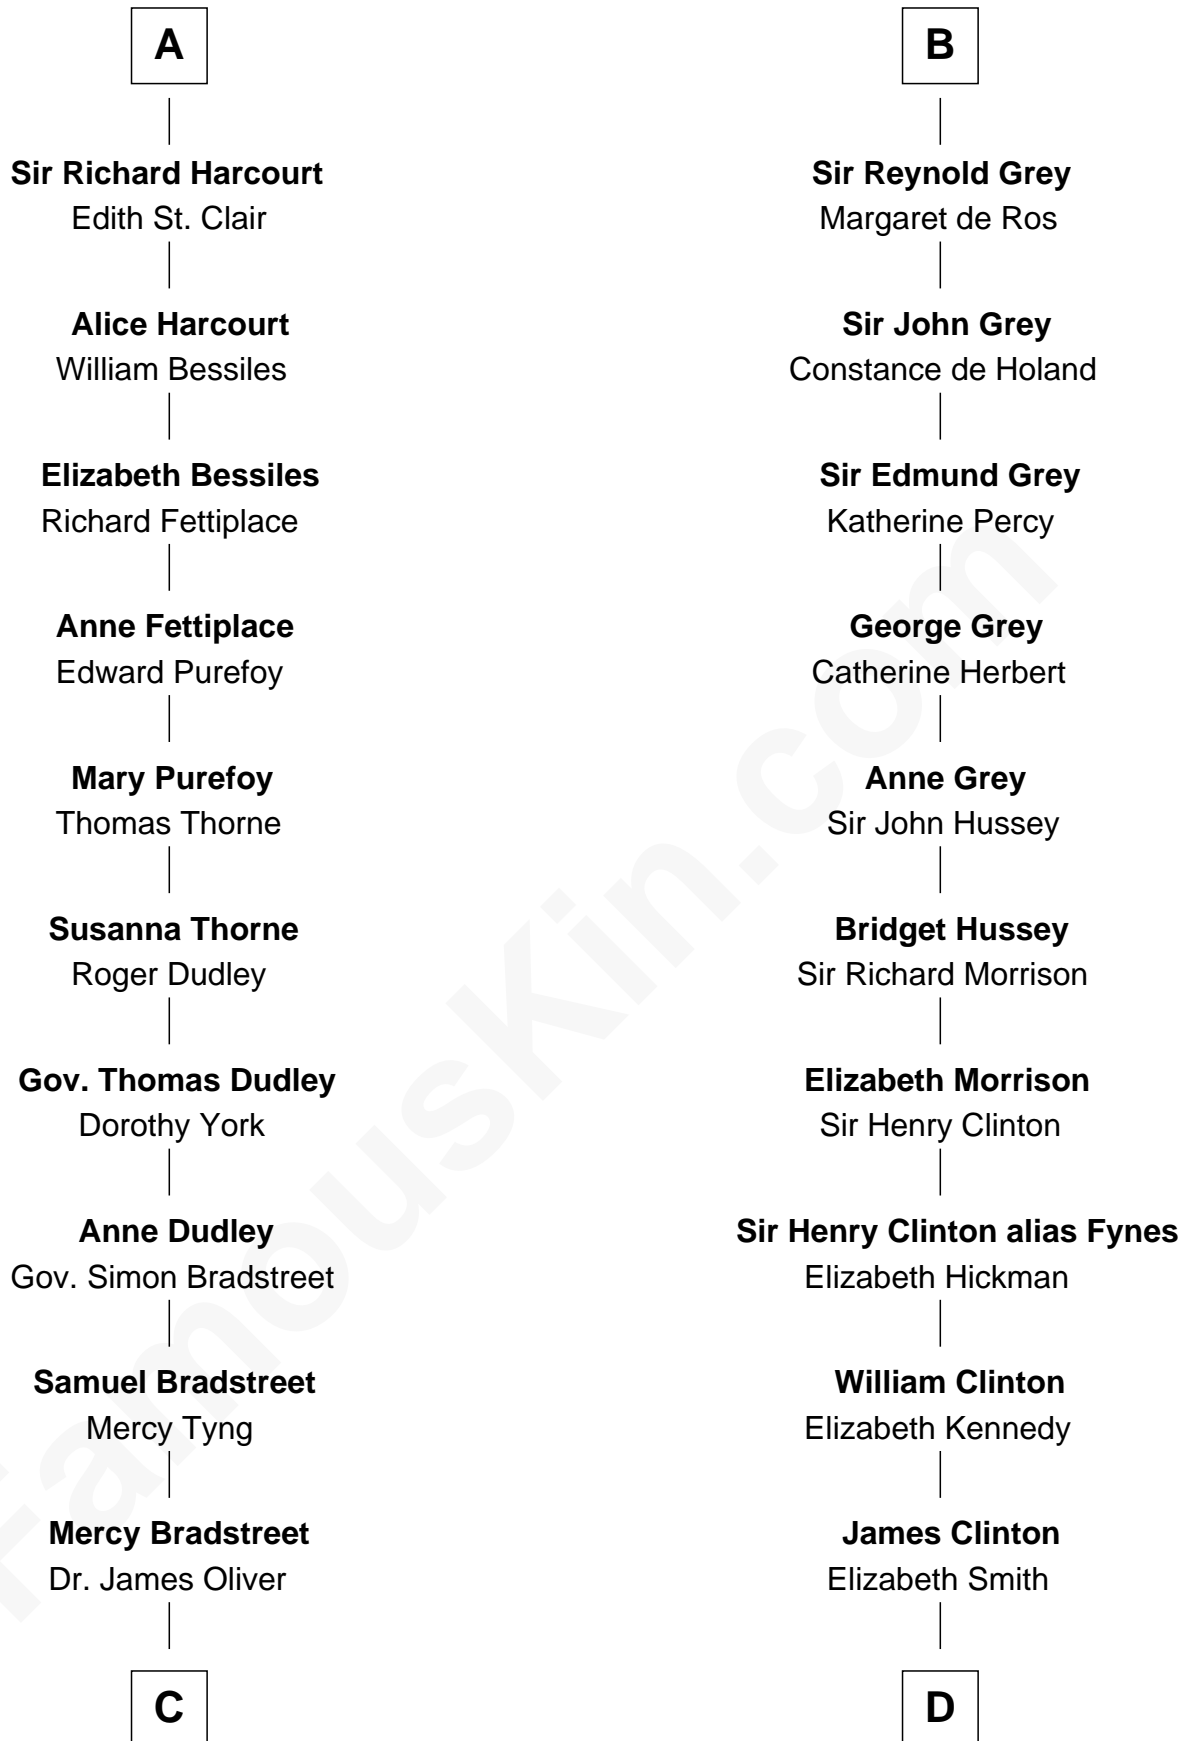 A
Sir Richard Harcourt
Edith St. Clair
Alice Harcourt
William Bessiles
Elizabeth Bessiles
Richard Fettiplace
Anne Fettiplace
Edward Purefoy
Mary Purefoy
Thomas Thorne
Susanna Thorne
Roger Dudley
Gov. Thomas Dudley
Dorothy York
Anne Dudley
Gov. Simon Bradstreet
Samuel Bradstreet
Mercy Tyng
Mercy Bradstreet
Dr. James Oliver
C
B
Sir Reynold Grey
Margaret de Ros
Sir John Grey
Constance de Holand
Sir Edmund Grey
Katherine Percy
George Grey
Catherine Herbert
Anne Grey
Sir John Hussey
Bridget Hussey
Sir Richard Morrison
Elizabeth Morrison
Sir Henry Clinton
Sir Henry Clinton alias Fynes
Elizabeth Hickman
William Clinton
Elizabeth Kennedy
James Clinton
Elizabeth Smith
D
FamousKin.com